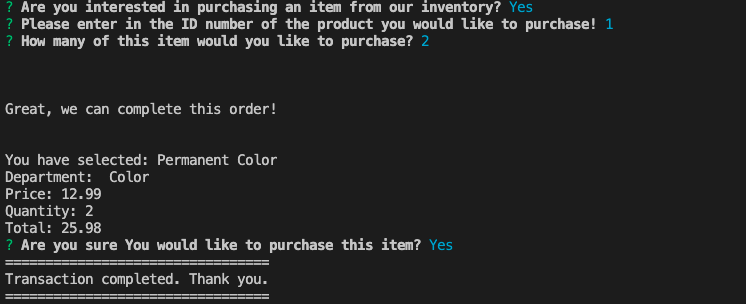 ? Are you interested in purchasing an item from our inventory? Yes
? Please enter in the ID number of the product you would like to purchase! 1
? How many of this item would you like to purchase? 2
Great, we can complete this order!
You have selected: Permanent Color
Department:  Color
Price: 12.99
Quantity: 2
Total: 25.98
? Are you sure You would like to purchase this item? Yes
=================================
Transaction completed. Thank you.
=================================